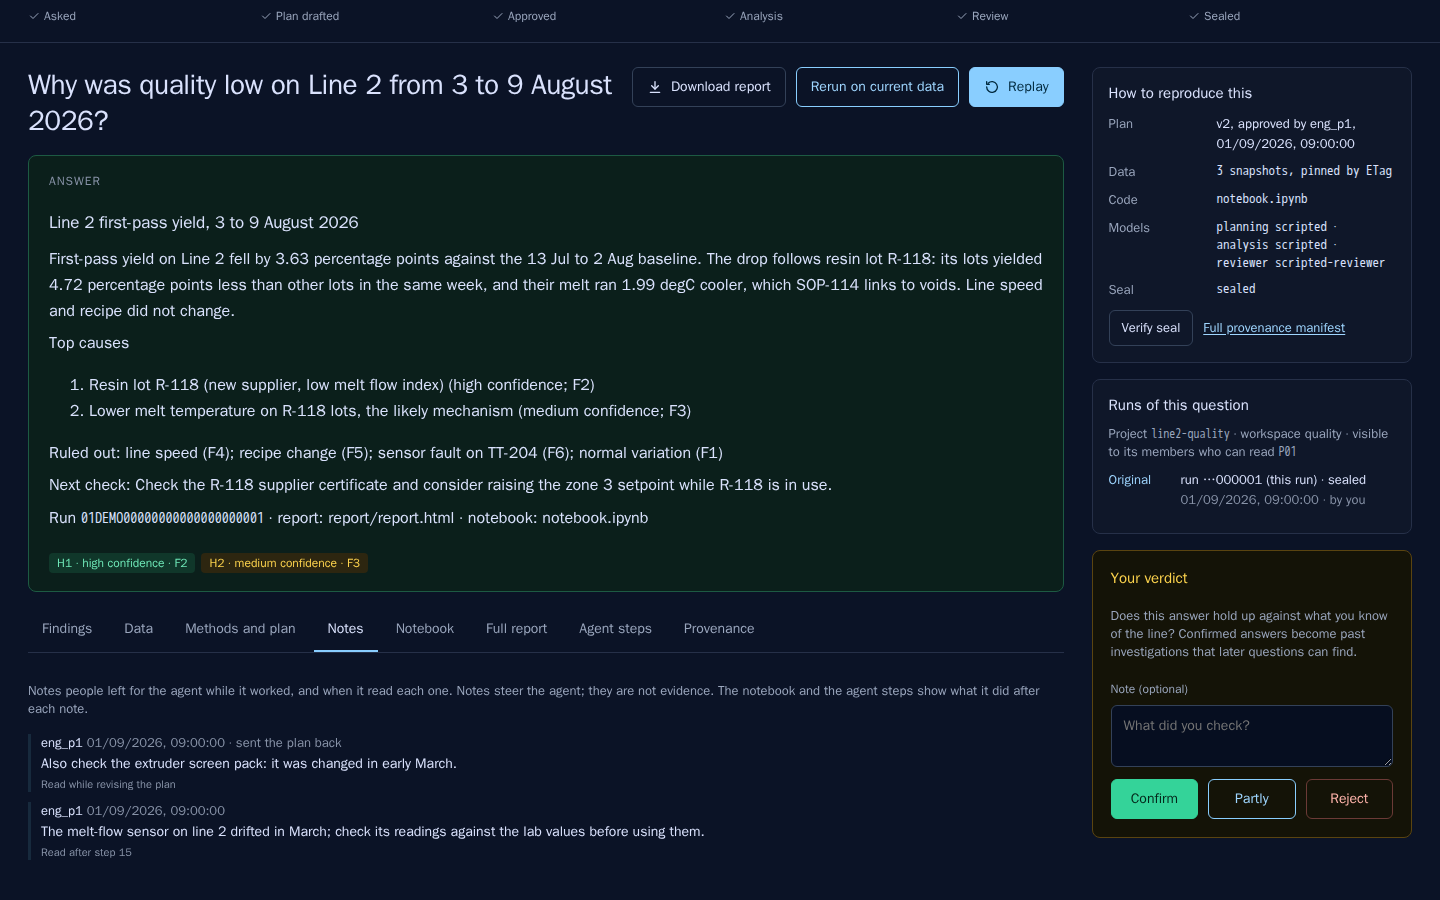 Asked
Plan drafted
Approved
Analysis
Review
Sealed
Why was quality low on Line 2 from 3 to 9 August
2026?
Download report
Rerun on current data
Replay
ANSWER
Line 2 first-pass yield, 3 to 9 August 2026
First-pass yield on Line 2 fell by 3.63 percentage points against the 13 Jul to 2 Aug baseline. The drop follows resin lot R-118: its lots yielded
4.72 percentage points less than other lots in the same week, and their melt ran 1.99 degC cooler, which SOP-114 links to voids. Line speed
and recipe did not change.
Top causes
1. Resin lot R-118 (new supplier, low melt flow index) (high confidence; F2)
2. Lower melt temperature on R-118 lots, the likely mechanism (medium confidence; F3)
Ruled out: line speed (F4); recipe change (F5); sensor fault on TT-204 (F6); normal variation (F1)
Next check: Check the R-118 supplier certificate and consider raising the zone 3 setpoint while R-118 is in use.
Run 01DEMO00000000000000000001 · report: report/report.html · notebook: notebook.ipynb
H1 · high confidence · F2
H2 · medium confidence · F3
Findings
Data
Methods and plan
Notes
Notebook
Full report
Agent steps
Provenance
Notes people left for the agent while it worked, and when it read each one. Notes steer the agent; they are not evidence. The notebook and the agent steps show what it did after
each note.
eng_p1 01/09/2026, 09:00:00 · sent the plan back
Also check the extruder screen pack: it was changed in early March.
Read while revising the plan
eng_p1 01/09/2026, 09:00:00
The melt-flow sensor on line 2 drifted in March; check its readings against the lab values before using them.
Read after step 15
How to reproduce this
Plan
v2, approved by eng_p1,
01/09/2026, 09:00:00
Data
3 snapshots, pinned by ETag
Code
notebook.ipynb
Models
planning scripted ·
analysis scripted ·
reviewer scripted-reviewer
Seal
sealed
Verify seal
Full provenance manifest
Runs of this question
Project line2-quality · workspace quality · visible
to its members who can read P01
Original
run ···000001 (this run) · sealed
01/09/2026, 09:00:00 · by you
Your verdict
Does this answer hold up against what you know
of the line? Confirmed answers become past
investigations that later questions can find.
Note (optional)
What did you check?
Confirm
Partly
Reject